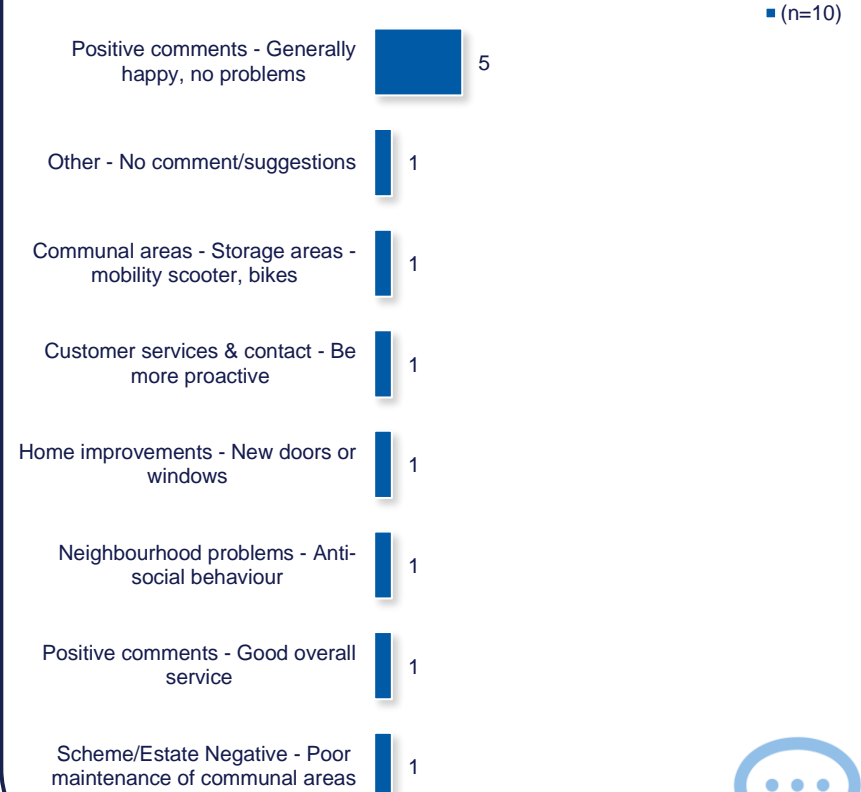 (n=10)
Positive comments - Generally
happy, no problems
5
Other - No comment/suggestions
1
Communal areas - Storage areas -
mobility scooter, bikes
1
Customer services & contact - Be
more proactive
1
Home improvements - New doors or
windows
1
Neighbourhood problems - Anti-
social behaviour
1
Positive comments - Good overall
service
1
Scheme/Estate Negative - Poor
maintenance of communal areas
1